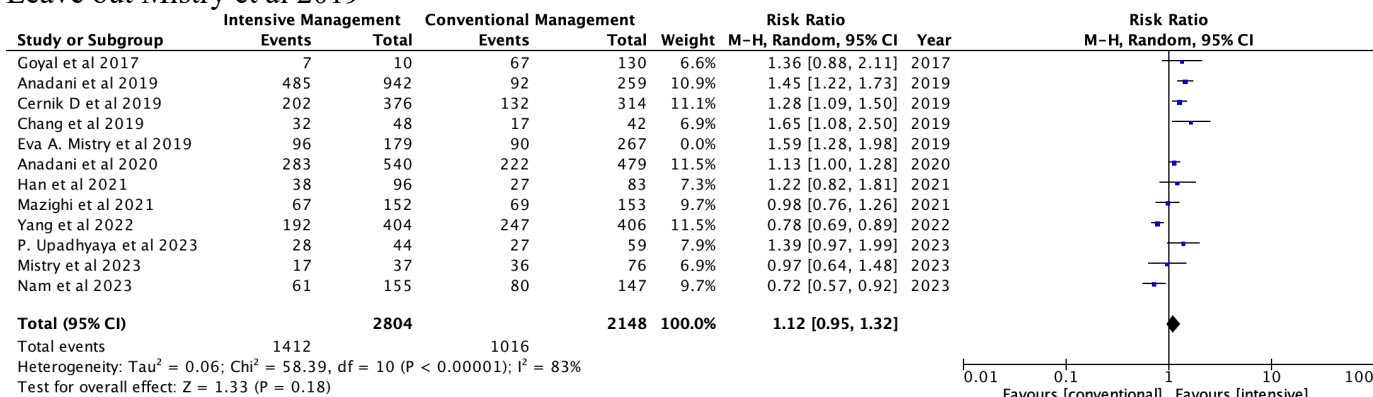 Leave out Mistry et al 2019
Intensive Management Conventional Management Risk Ratio Risk Ratio
Study or Subgroup Events Total Events Total Weight M-H, Random, 95% CI Year M-H, Random, 95% CI
Goyal et al 2017 7 10 67 130 6.6% 1.36 [0.88, 2.11] 2017
Anadani et al 2019 485 942 92 259 10.9% 1.45 [1.22, 1.73] 2019
Cernik D et al 2019 202 376 132 314 11.1% 1.28 [1.09, 1.50] 2019
Chang et al 2019 32 48 17 42 6.9% 1.65 [1.08, 2.50] 2019
Eva A. Mistry et al 2019 96 179 90 267 0.0% 1.59 [1.28, 1.98] 2019
Anadani et al 2020 283 540 222 479 11.5% 1.13 [1.00, 1.28] 2020
Han et al 2021 38 96 27 83 7.3% 1.22 [0.82, 1.81] 2021
Mazighi et al 2021 67 152 69 153 9.7% 0.98 [0.76, 1.26] 2021
Yang et al 2022 192 404 247 406 11.5% 0.78 [0.69, 0.89] 2022
P. Upadhyaya et al 2023 28 44 27 59 7.9% 1.39 [0.97, 1.99] 2023
Mistry et al 2023 17 37 36 76 6.9% 0.97 [0.64, 1.48] 2023
Nam et al 2023 61 155 80 147 9.7% 0.72 [0.57, 0.92] 2023
Total (95% CI) 2804 2148 100.0% 1.12 [0.95, 1.32]
Total events 1412 1016
Heterogeneity: Tau² = 0.06; Chi² = 58.39, df = 10 (P < 0.00001); I² = 83%
Test for overall effect: Z = 1.33 (P = 0.18)
0.01 0.1 1 10 100
Favours [conventional] Favours [intensive]